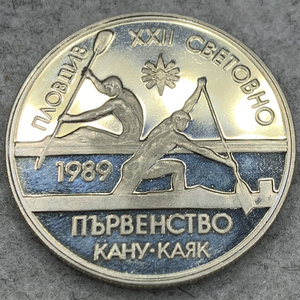 ПЛОВДИВ XXII СВЕТОВНО
1989
ПЪРВЕНСТВО
КАНУ·КАЯК